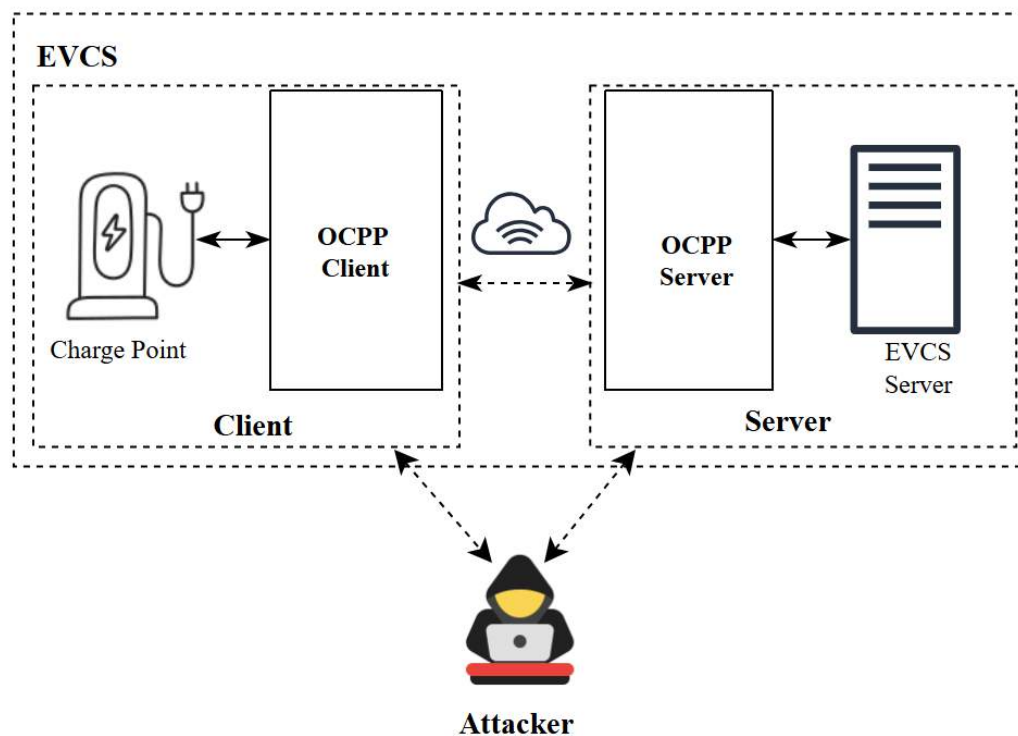 EVCS
OCPP
Client
Charge Point
Client
OCPP
Server
EVCS
Server
Server
Attacker